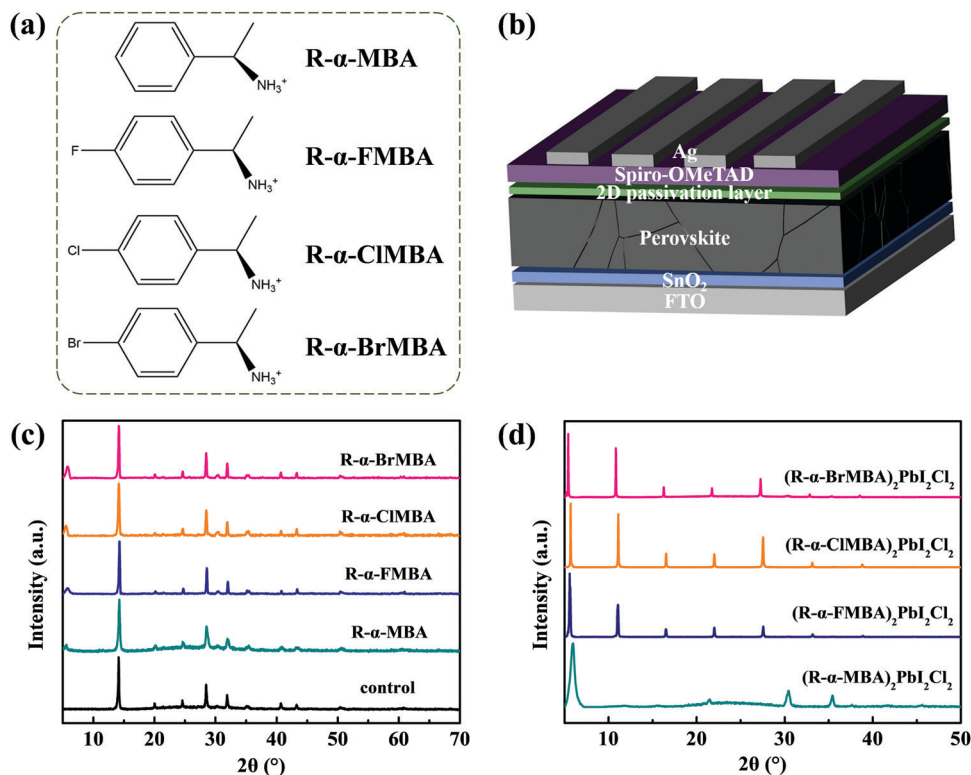 (a)
NH₃⁺
R-α-MBA
F
NH₃⁺
R-α-FMBA
Cl
NH₃⁺
R-α-ClMBA
Br
NH₃⁺
R-α-BrMBA
(b)
Ag
Spiro-OMeTAD
2D passivation layer
Perovskite
SnO₂
FTO
(c)
Intensity (a.u.)
R-α-BrMBA
R-α-ClMBA
R-α-FMBA
R-α-MBA
control
10 20 30 40 50 60 70
2θ (°)
(d)
Intensity (a.u.)
(R-α-BrMBA)₂PbI₂Cl₂
(R-α-ClMBA)₂PbI₂Cl₂
(R-α-FMBA)₂PbI₂Cl₂
(R-α-MBA)₂PbI₂Cl₂
10 20 30 40 50
2θ (°)